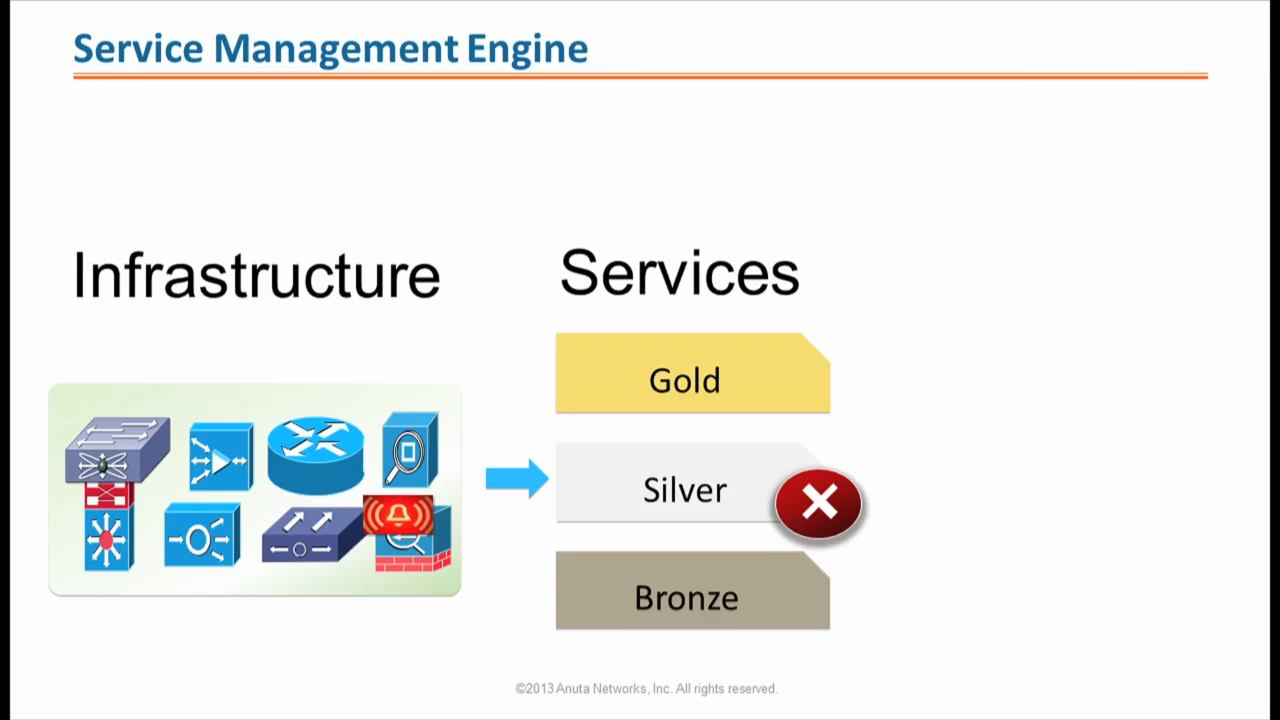 Service Management Engine
Infrastructure
Services
Gold
Silver
Bronze
©2013 Anuta Networks, Inc. All rights reserved.